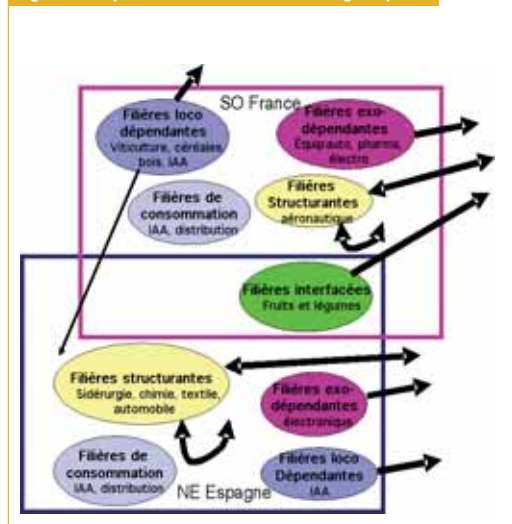 SO France
Filières loco
dépendantes
Viticulture, céréales,
bois, IAA
Filières exo-
dépendantes
Equip auto, pharma,
électro
Filières de
consommation
IAA, distribution
Filières
Structurantes
aéronautique
Filières interfacées
Fruits et légumes
Filières structurantes
Sidérurgie, chimie, textile,
automobile
Filières exo-
dépendantes
électronique
Filières de
consommation
IAA, distribution
Filières loco
Dépendantes
IAA
NE Espagne